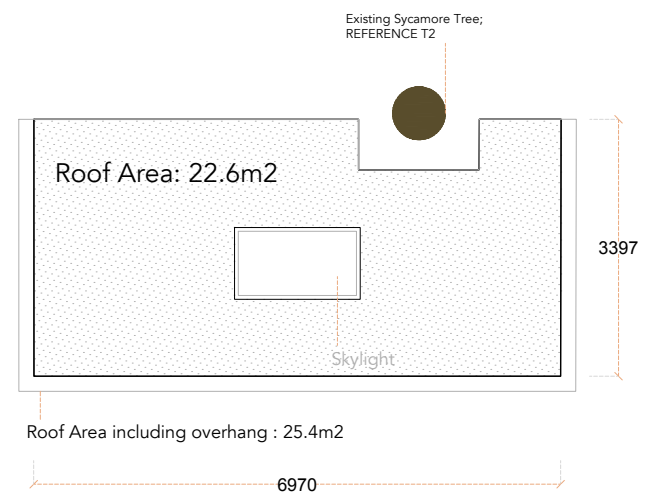 Existing Sycamore Tree;
REFERENCE T2
Roof Area: 22.6m2
3397
Skylight
Roof Area including overhang : 25.4m2
6970